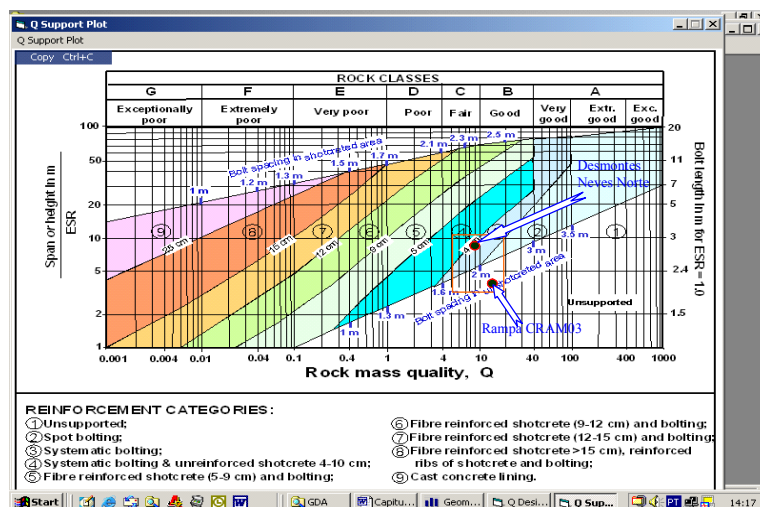 Q Support Plot
Q Support Plot
Copy Ctrl+C
ROCK CLASSES
G F E D C B A
Exceptionally poor
Extremely poor
Very poor
Poor
Fair
Good
Very good
Extr. good
Exc. good
100
50
20
10
5
2
1
Span or height in m
ESR
Bolt spacing in shotcreted area
1 m
1.2 m
1.3 m
1.5 m
1.7 m
2.1 m
2.3 m
2.5 m
20
11
7
5
3
2.4
1.5
Bolt length in m for ESR = 1.0
Desmontes
Neves Norte
9 8 7 6 5 4 2 1
25 cm
15 cm
12 cm
9 cm
5 cm
1 m
1.3 m
1.6 m
2 m
3 m
3.5 m
Unsupported
Rampa CRAM03
0.001 0.004 0.01 0.04 0.1 0.4 1 4 10 40 100 400 1000
Rock mass quality, Q
REINFORCEMENT CATEGORIES:
① Unsupported;
② Spot bolting;
③ Systematic bolting;
④ Systematic bolting & unreinforced shotcrete 4-10 cm;
⑤ Fibre reinforced shotcrete (5-9 cm) and bolting;
⑥ Fibre reinforced shotcrete (9-12 cm) and bolting;
⑦ Fibre reinforced shotcrete (12-15 cm) and bolting;
⑧ Fibre reinforced shotcrete >15 cm), reinforced
ribs of shotcrete and bolting;
⑨ Cast concrete lining.
Start GDA Capitu... Geom... Q Desi... Q Sup... PT 14:17